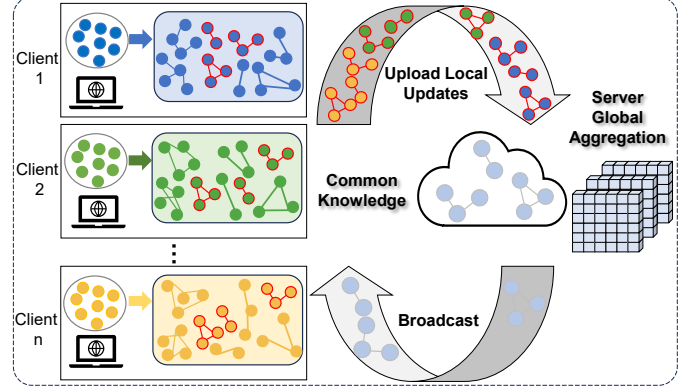 Client
1
Client
2
⋮
Client
n
Upload Local
Updates
Common
Knowledge
Broadcast
Server
Global
Aggregation